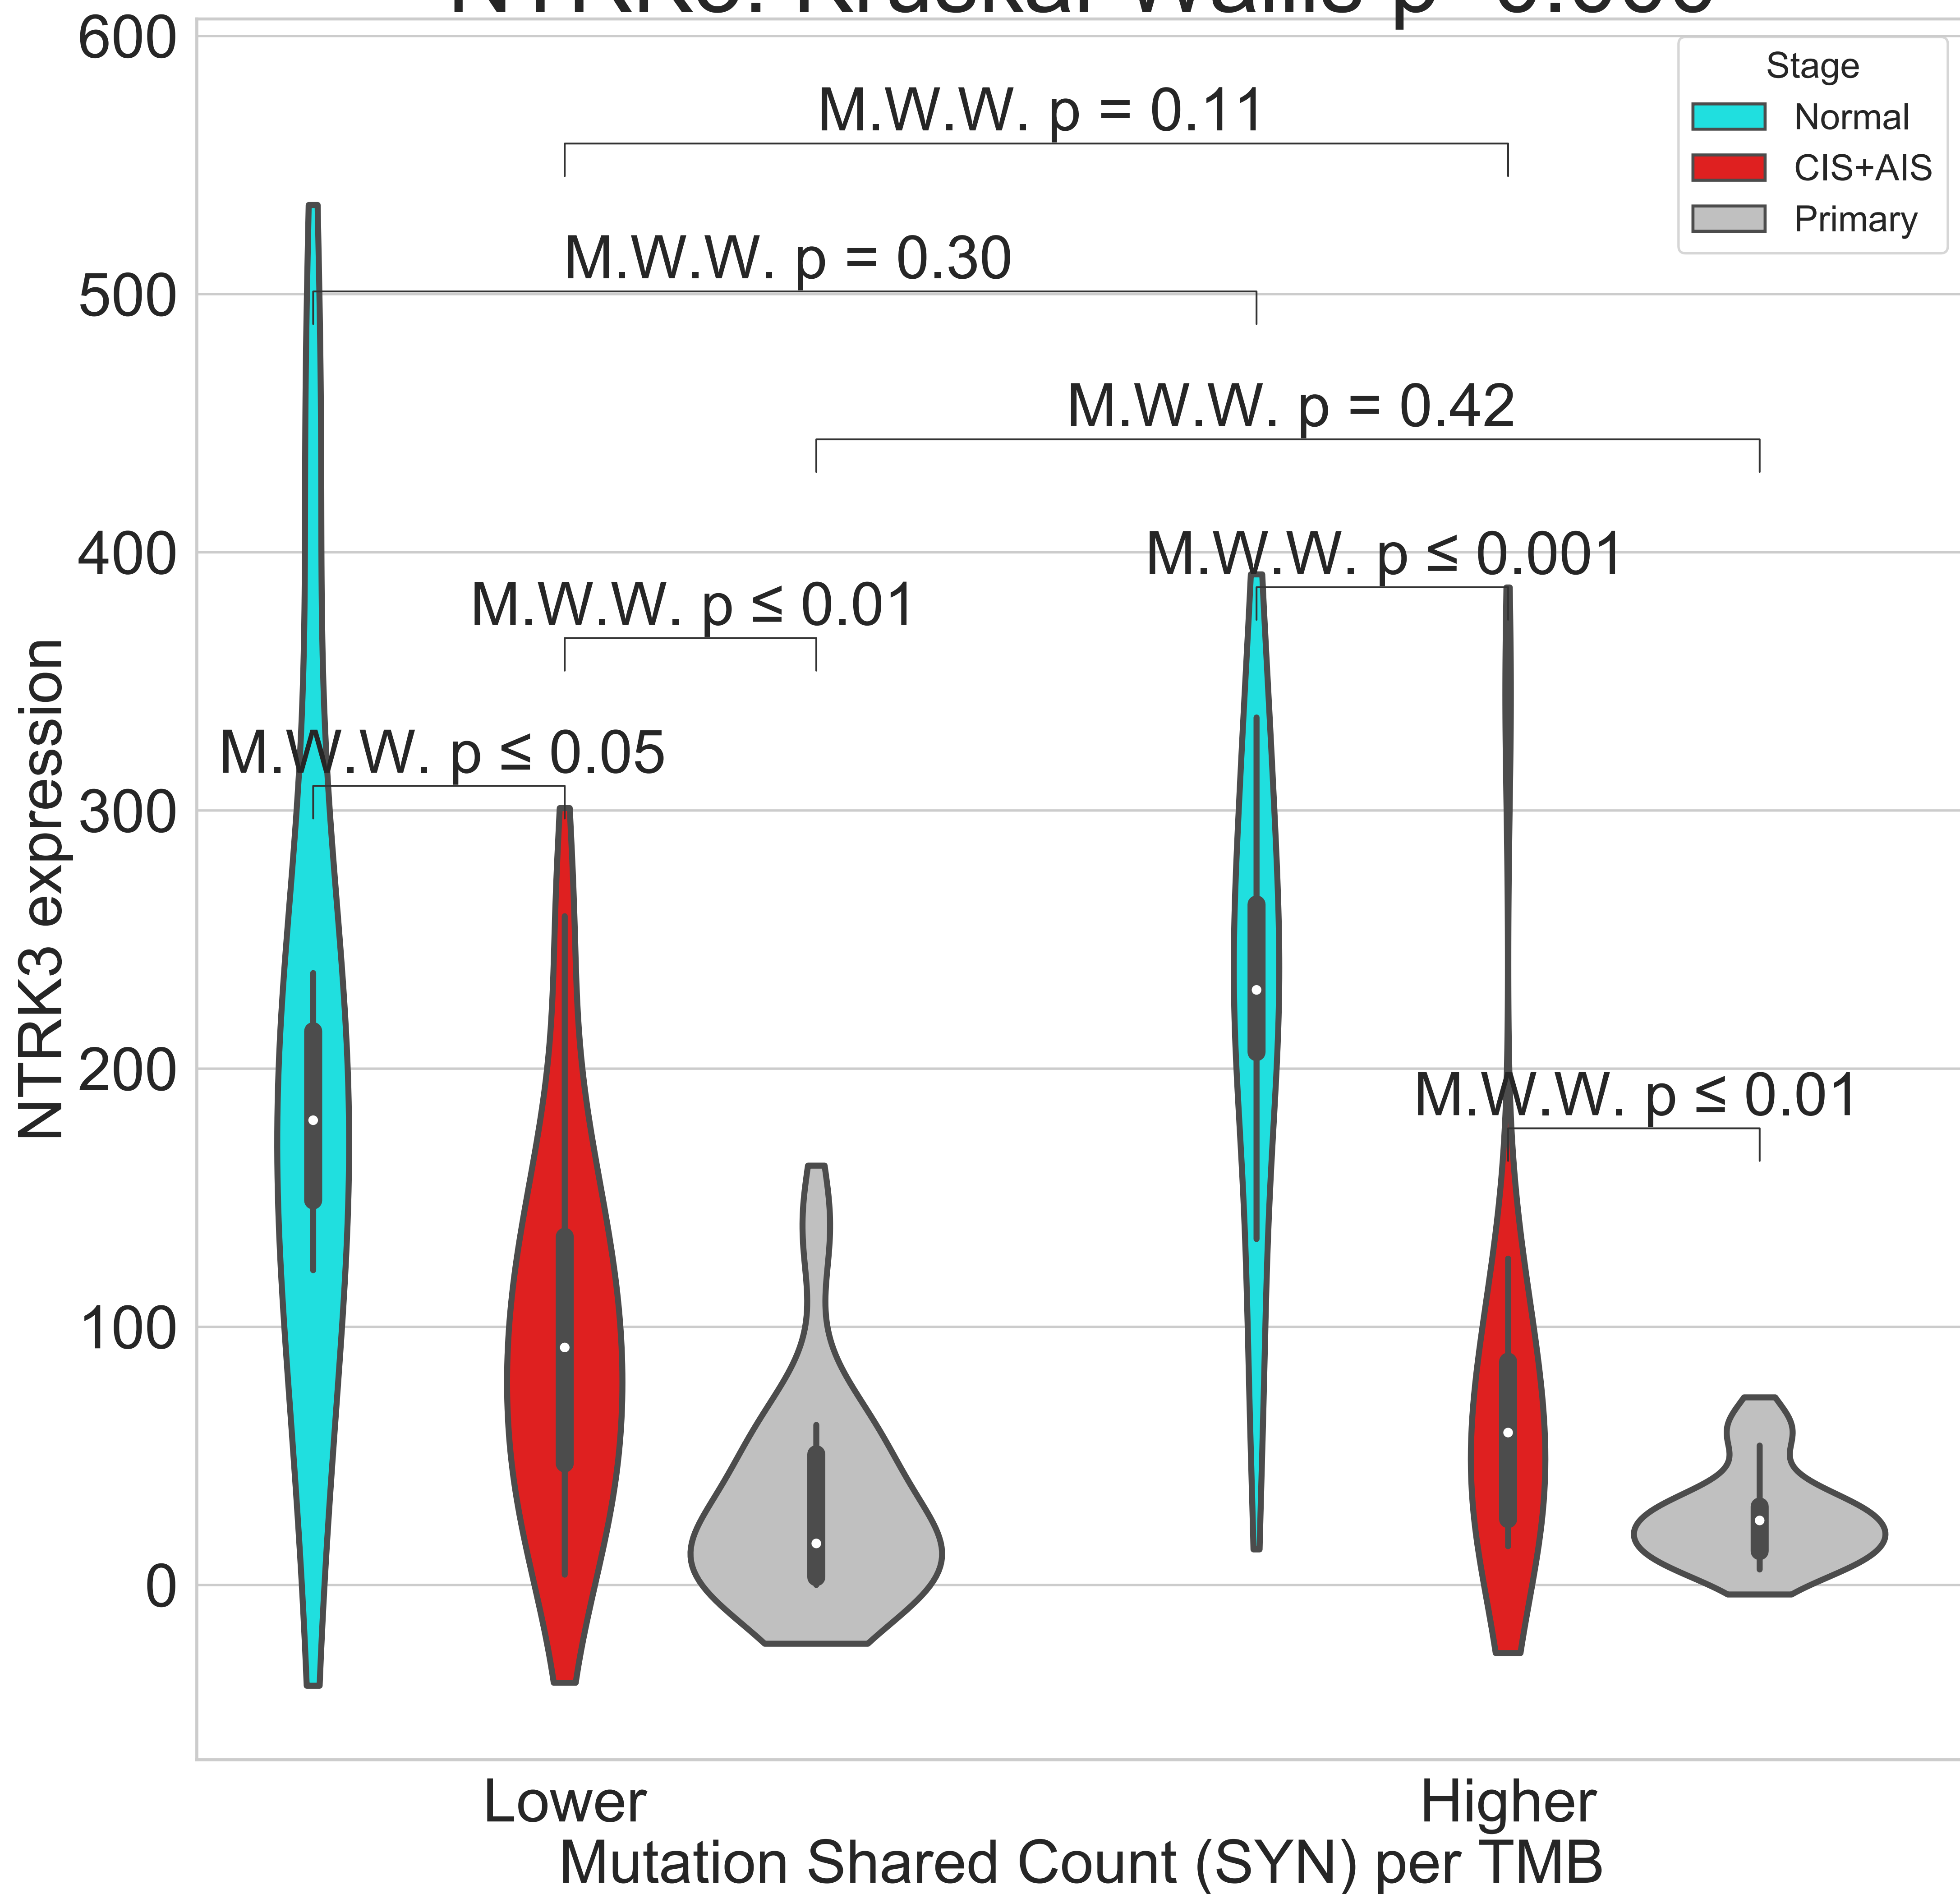 600
Stage
Normal
CIS+AIS
Primary
M.W.W. p = 0.11
M.W.W. p = 0.30
500
M.W.W. p = 0.42
400
M.W.W. p ≤ 0.001
M.W.W. p ≤ 0.01
M.W.W. p ≤ 0.05
300
200
M.W.W. p ≤ 0.01
100
0
NTRK3 expression
Lower
Higher
Mutation Shared Count (SYN) per TMB